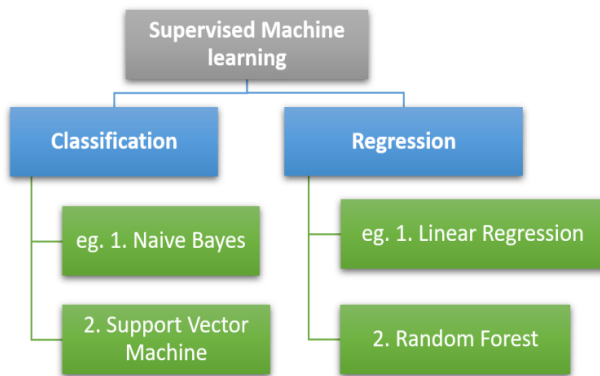 Supervised Machine
learning
Classification
Regression
eg. 1. Naive Bayes
2. Support Vector
Machine
eg. 1. Linear Regression
2. Random Forest